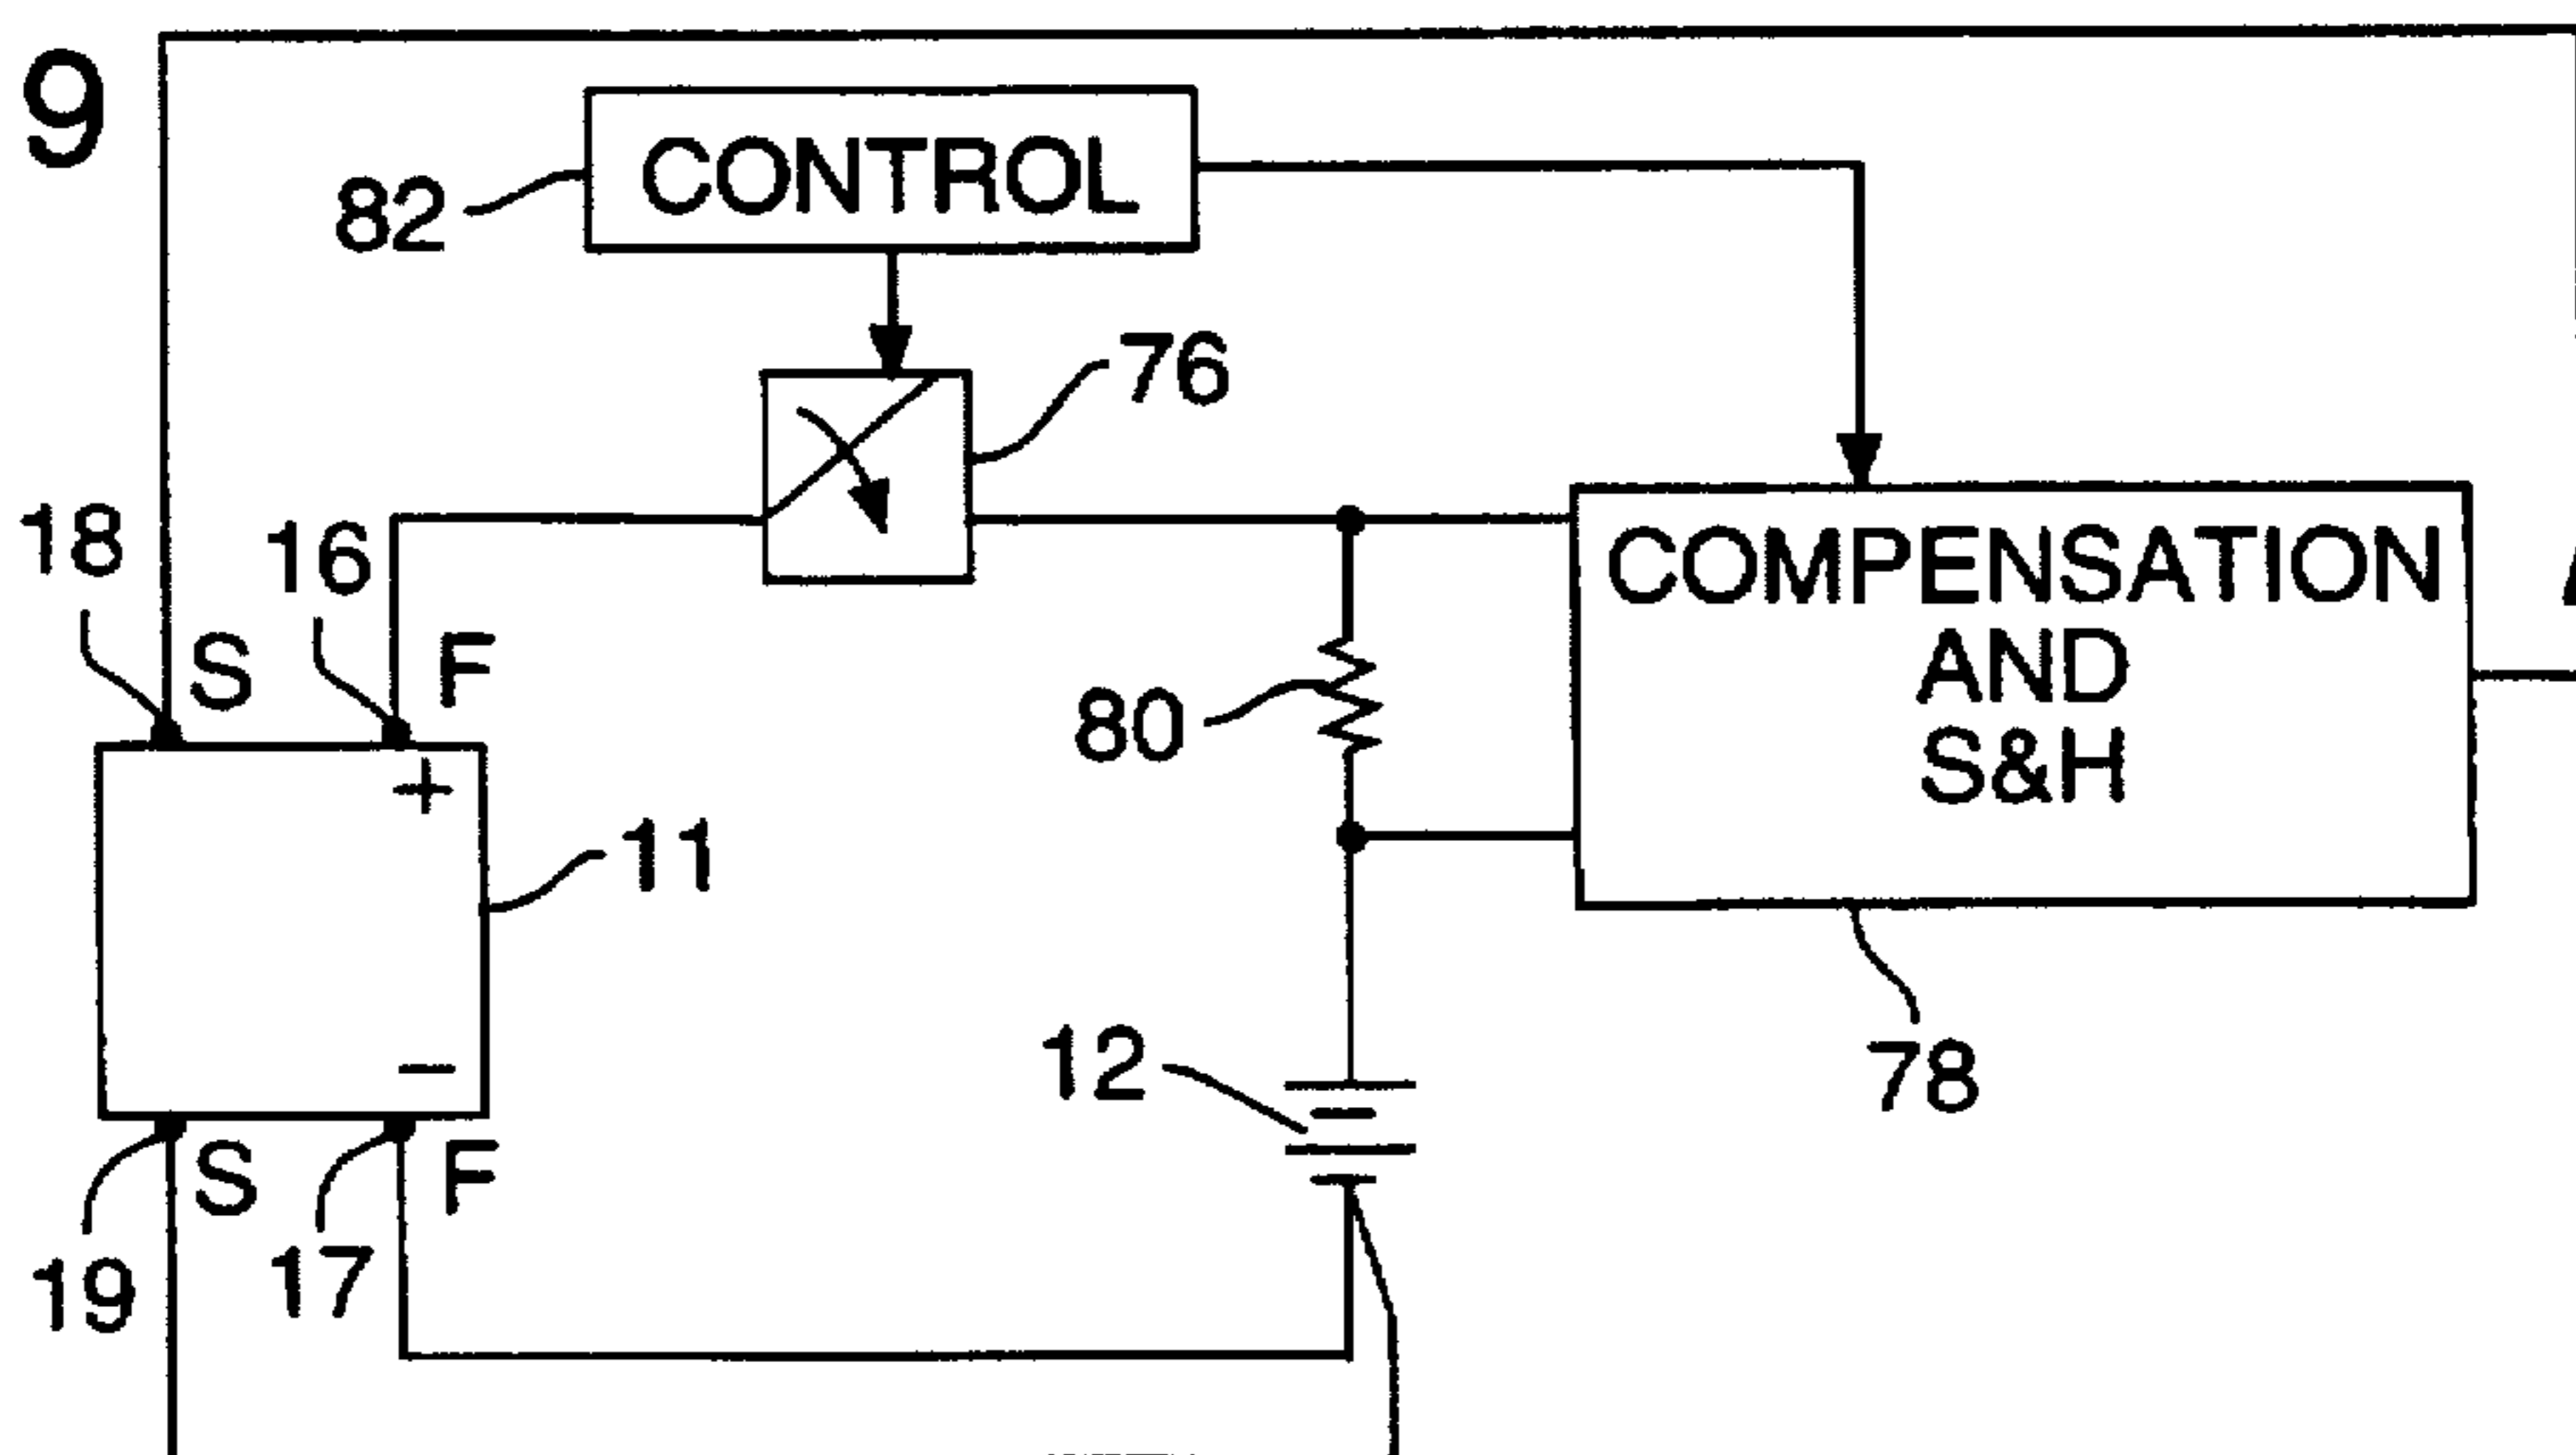 9
CONTROL
82
76
18
16
S
F
COMPENSATION
AND
S&H
80
+
11
12
78
−
S
F
19
17